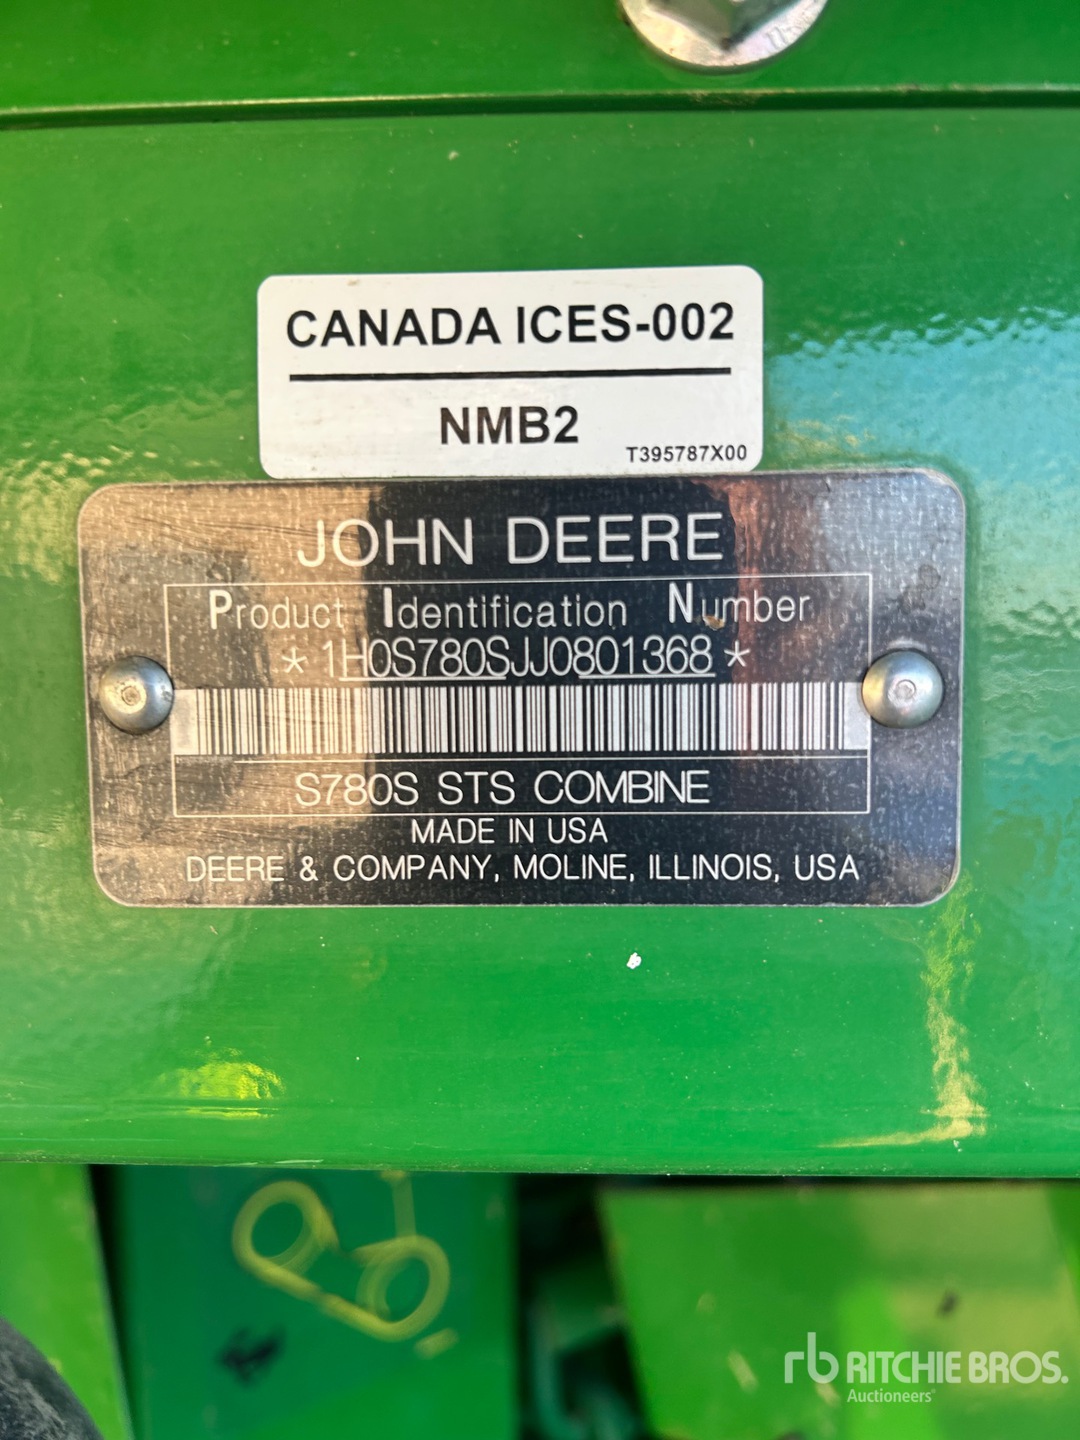 CANADA ICES-002
NMB2
T395787X00
JOHN DEERE
Product Identification Number
*1H0S780SJJ0801368*
S780S STS COMBINE
MADE IN USA
DEERE & COMPANY, MOLINE, ILLINOIS, USA
rb RITCHIE BROS.
Auctioneers